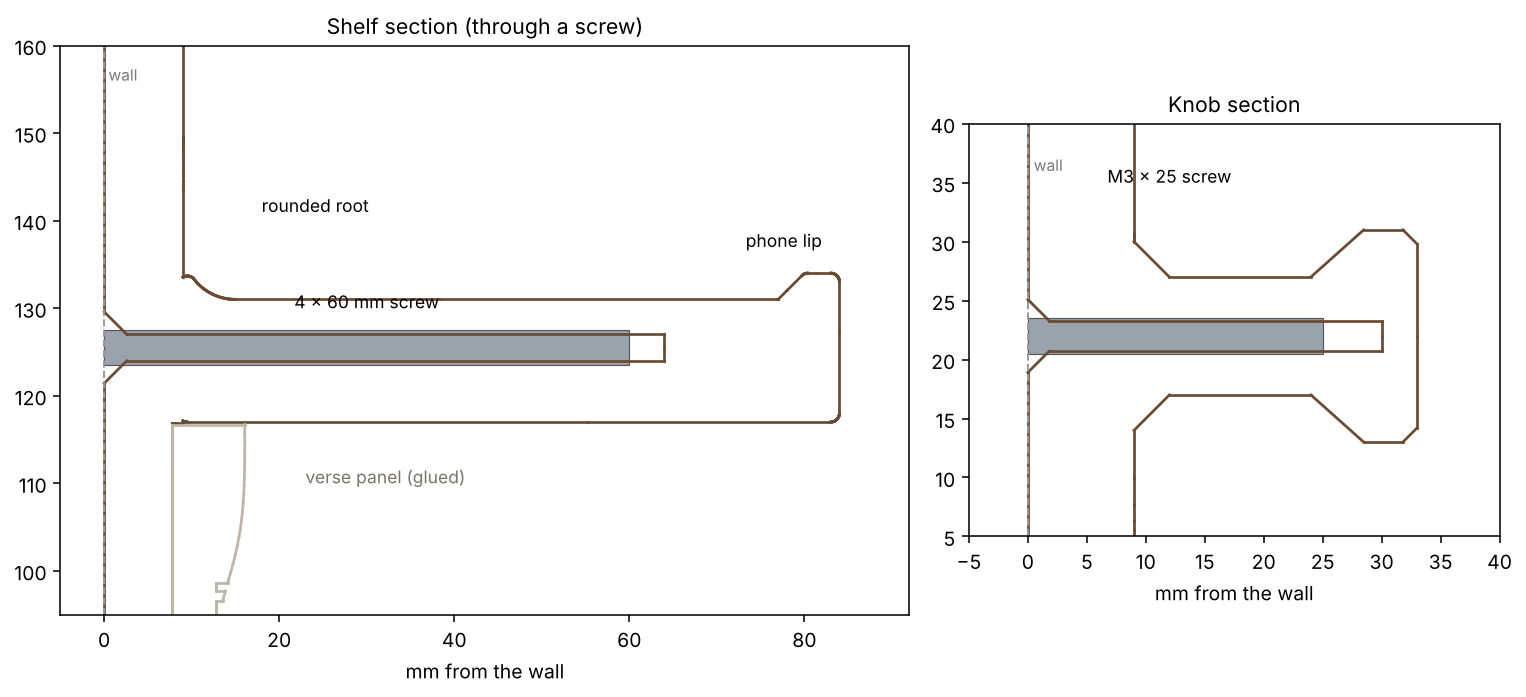 Shelf section (through a screw)
160
150
140
130
120
110
100
wall
rounded root
phone lip
4 × 60 mm screw
verse panel (glued)
0 20 40 60 80
mm from the wall
Knob section
40
35
30
25
20
15
10
5
wall
M3 × 25 screw
−5 0 5 10 15 20 25 30 35 40
mm from the wall